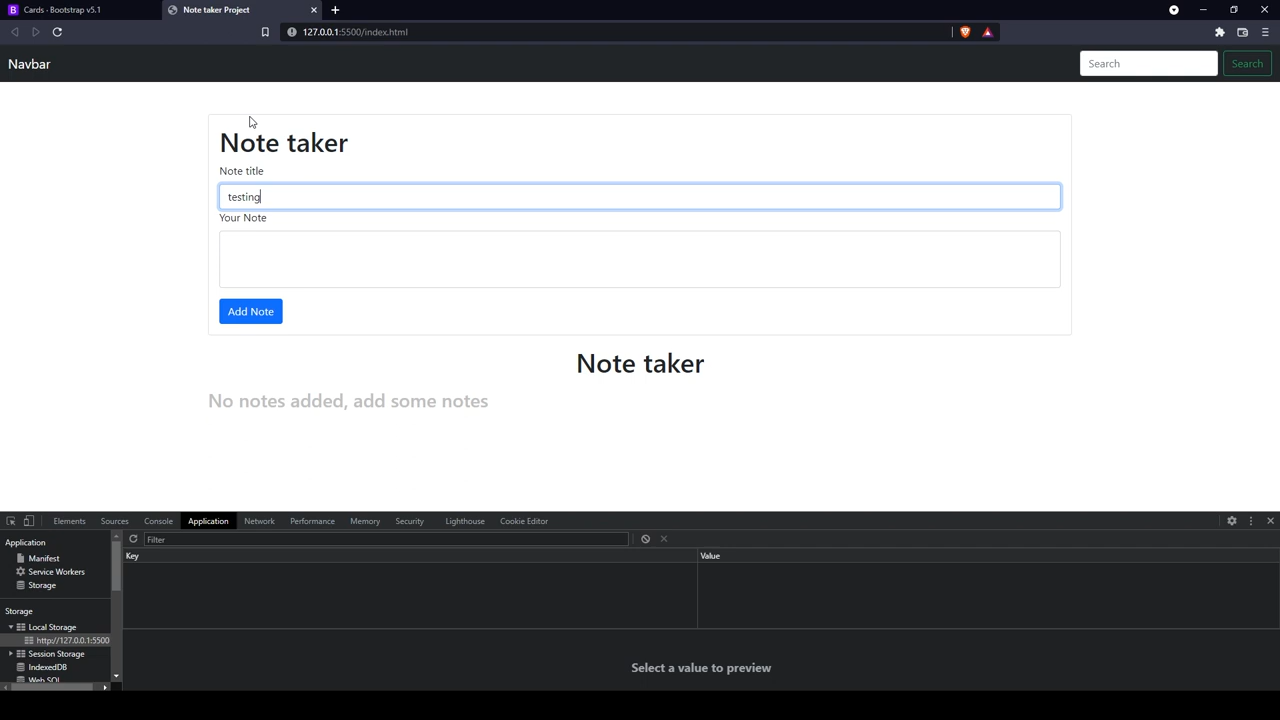 Cards · Bootstrap v5.1
Note taker Project
127.0.0.1:5500/index.html
Navbar
Search
Search
Note taker
Note title
testing
Your Note
Add Note
Note taker
No notes added, add some notes
Elements Sources Console Application Network Performance Memory Security Lighthouse Cookie Editor
Application
Filter
Key Value
Manifest
Service Workers
Storage
Storage
Local Storage
http://127.0.0.1:5500
Session Storage
IndexedDB
Web SQL
Select a value to preview